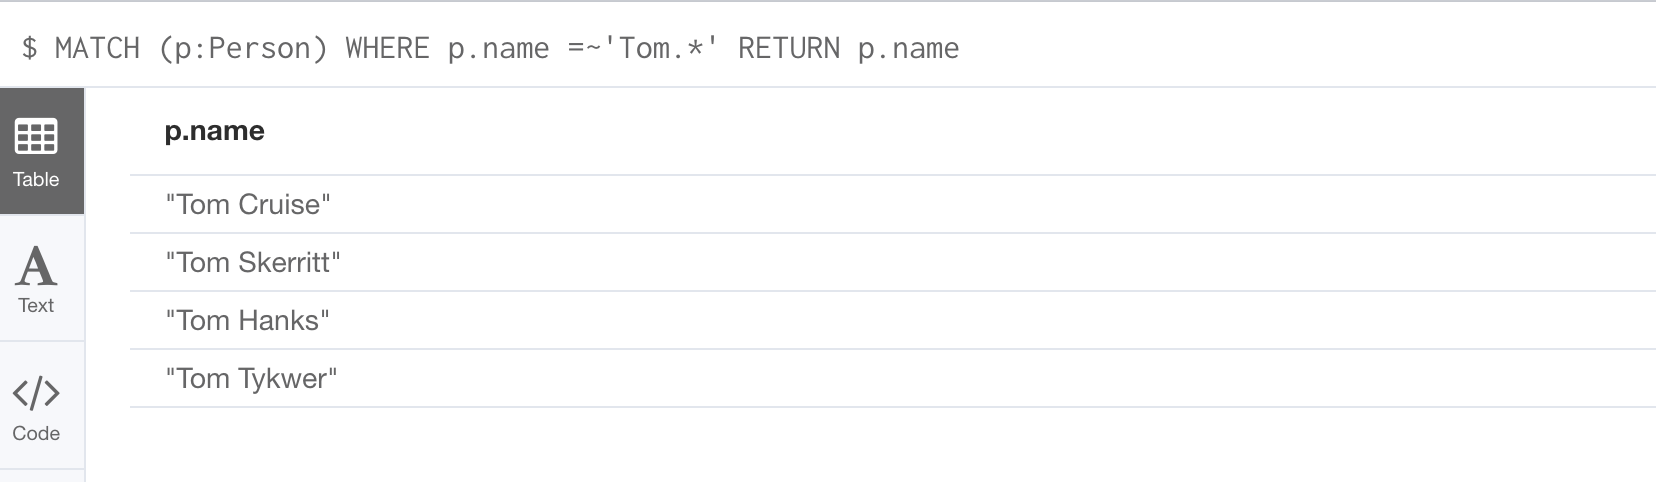 $ MATCH (p:Person) WHERE p.name =~'Tom.*' RETURN p.name
p.name
Table
"Tom Cruise"
"Tom Skerritt"
A
Text
"Tom Hanks"
"Tom Tykwer"
</>
Code